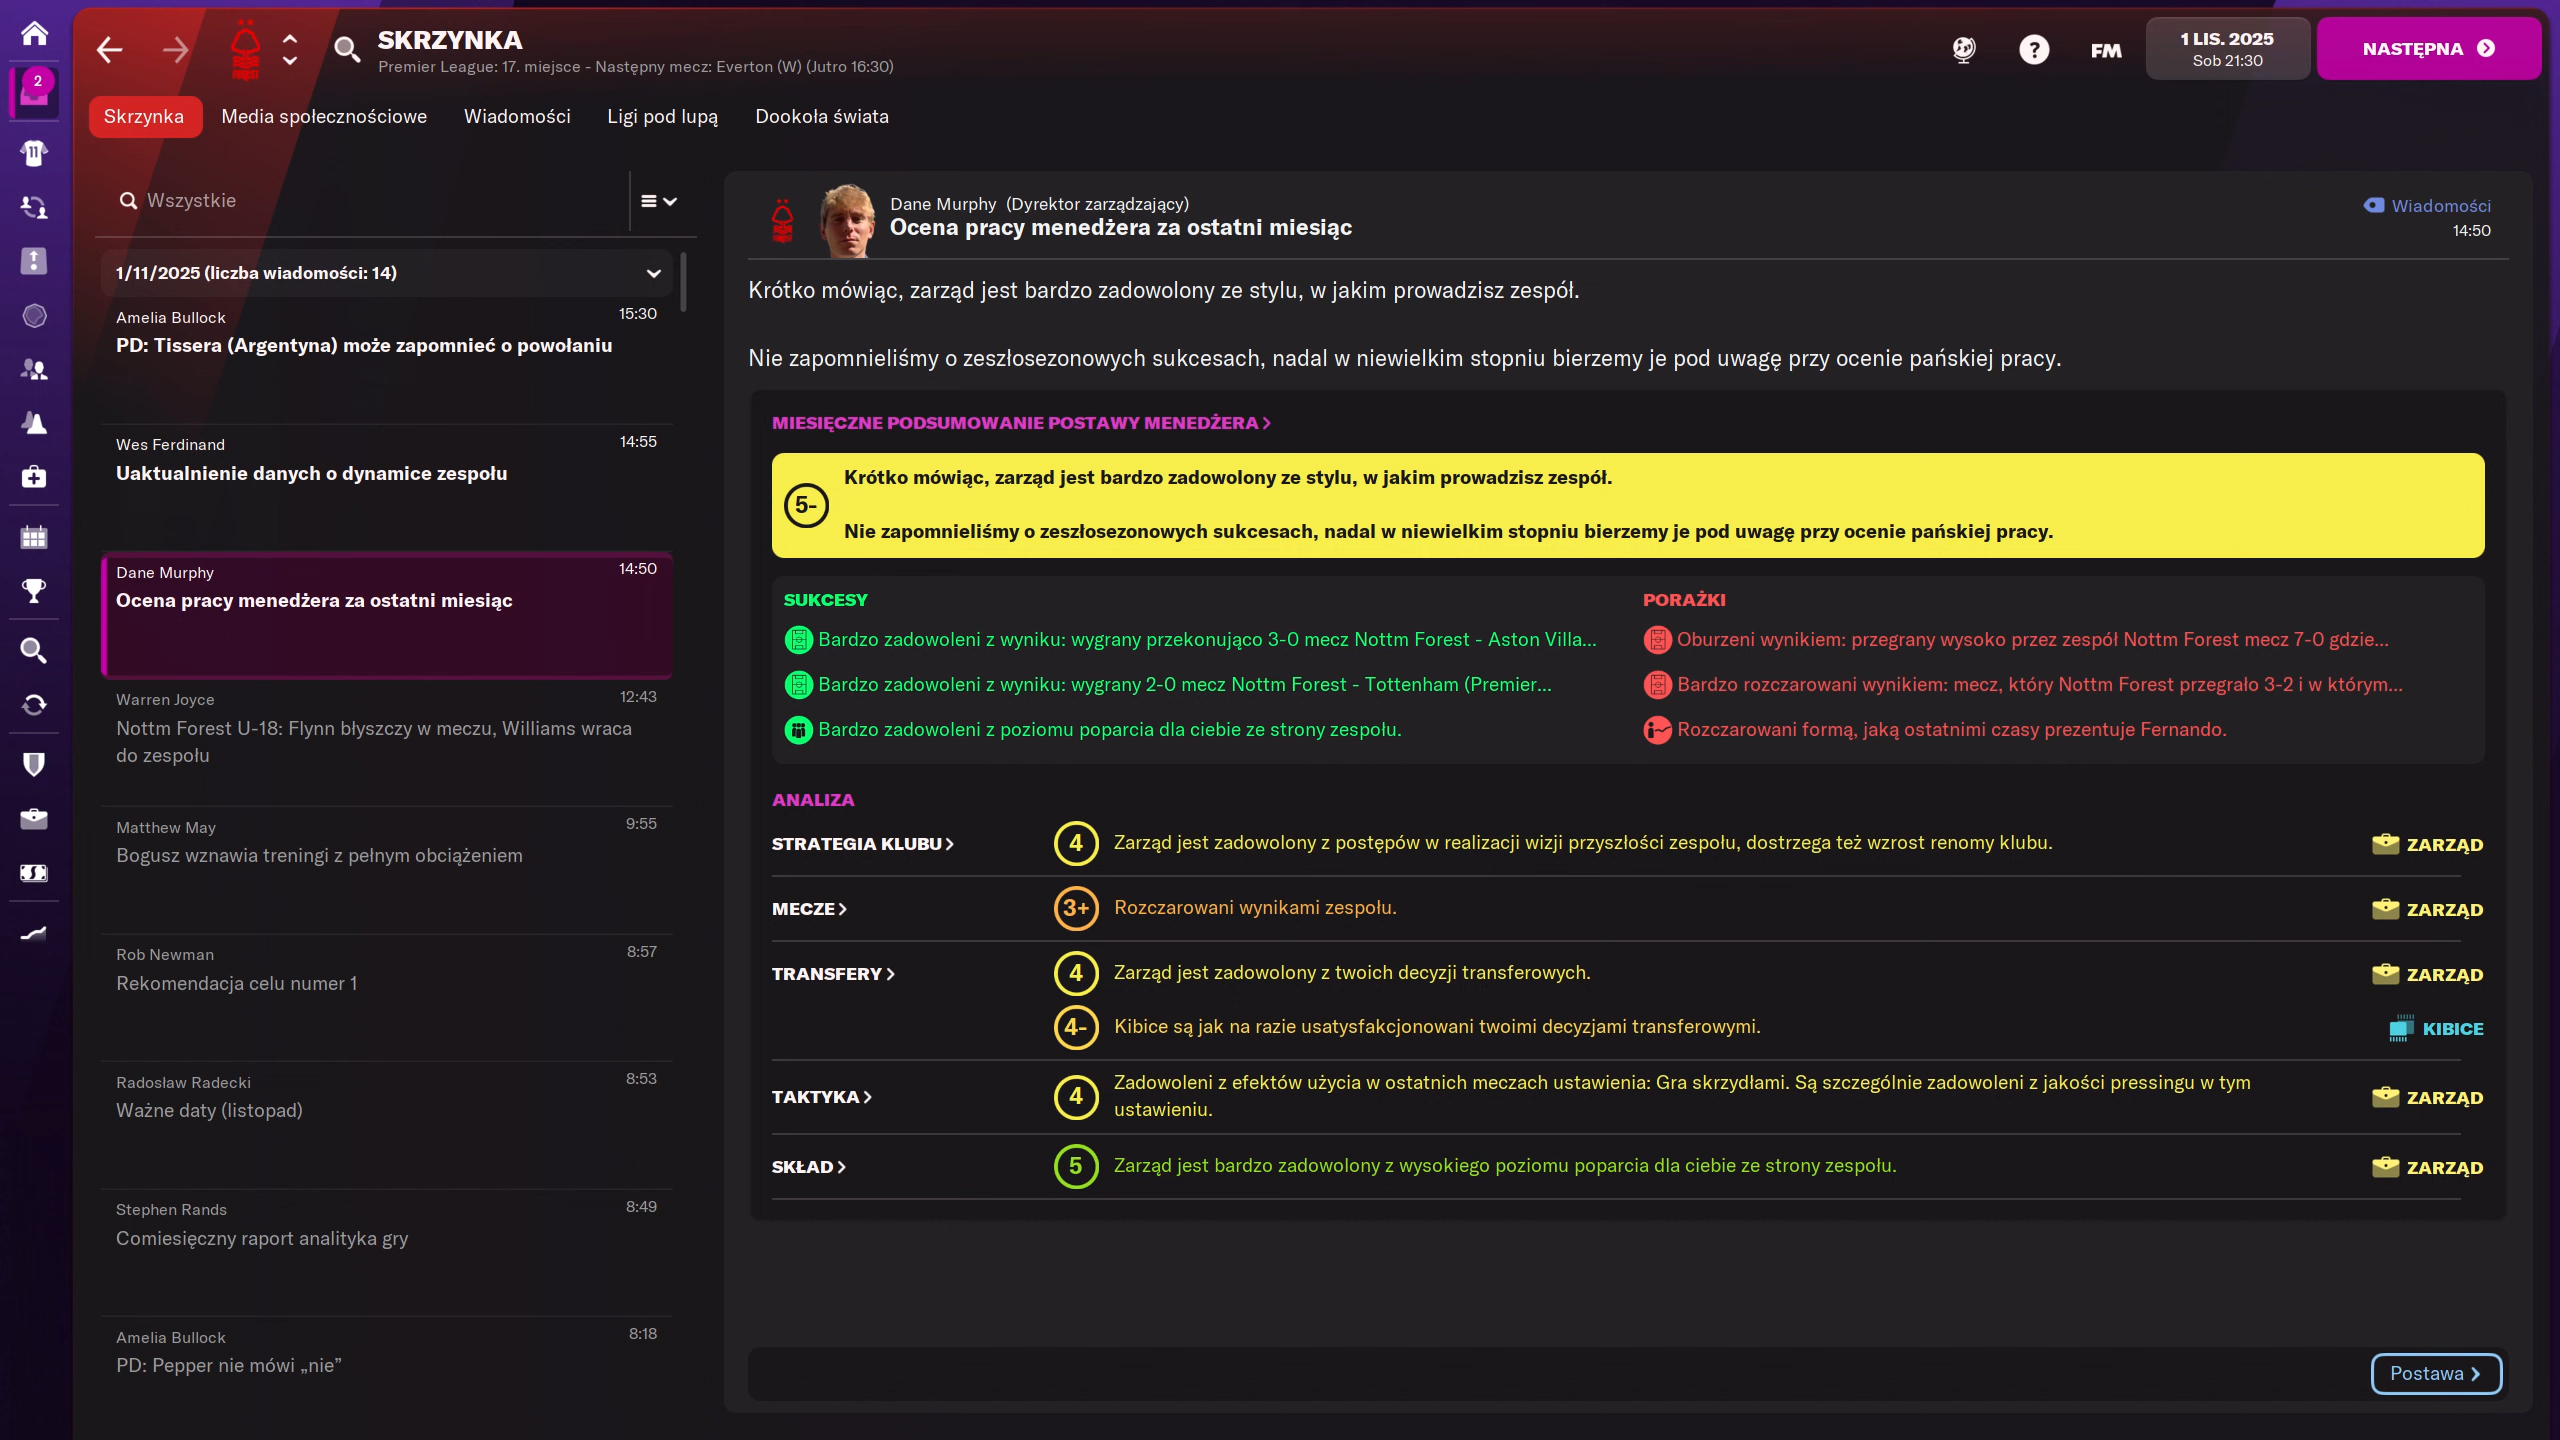 SKRZYNKA
Premier League: 17. miejsce - Następny mecz: Everton (W) (Jutro 16:30)
FM
1 LIS. 2025
Sob 21:30
NASTĘPNA
2
11
Skrzynka
Media społecznościowe
Wiadomości
Ligi pod lupą
Dookoła świata
Wszystkie
1/11/2025 (liczba wiadomości: 14)
Amelia Bullock
15:30
PD: Tissera (Argentyna) może zapomnieć o powołaniu
Wes Ferdinand
14:55
Uaktualnienie danych o dynamice zespołu
Dane Murphy
14:50
Ocena pracy menedżera za ostatni miesiąc
Warren Joyce
12:43
Nottm Forest U-18: Flynn błyszczy w meczu, Williams wraca
do zespołu
Matthew May
9:55
Bogusz wznawia treningi z pełnym obciążeniem
Rob Newman
8:57
Rekomendacja celu numer 1
Radosław Radecki
8:53
Ważne daty (listopad)
Stephen Rands
8:49
Comiesięczny raport analityka gry
Amelia Bullock
8:18
PD: Pepper nie mówi „nie”
Dane Murphy (Dyrektor zarządzający)
Ocena pracy menedżera za ostatni miesiąc
Wiadomości
14:50
Krótko mówiąc, zarząd jest bardzo zadowolony ze stylu, w jakim prowadzisz zespół.
Nie zapomnieliśmy o zeszłosezonowych sukcesach, nadal w niewielkim stopniu bierzemy je pod uwagę przy ocenie pańskiej pracy.
MIESIĘCZNE PODSUMOWANIE POSTAWY MENEDŻERA
5-
Krótko mówiąc, zarząd jest bardzo zadowolony ze stylu, w jakim prowadzisz zespół.
Nie zapomnieliśmy o zeszłosezonowych sukcesach, nadal w niewielkim stopniu bierzemy je pod uwagę przy ocenie pańskiej pracy.
SUKCESY
Bardzo zadowoleni z wyniku: wygrany przekonująco 3-0 mecz Nottm Forest - Aston Villa...
Bardzo zadowoleni z wyniku: wygrany 2-0 mecz Nottm Forest - Tottenham (Premier...
Bardzo zadowoleni z poziomu poparcia dla ciebie ze strony zespołu.
PORAŻKI
Oburzeni wynikiem: przegrany wysoko przez zespół Nottm Forest mecz 7-0 gdzie...
Bardzo rozczarowani wynikiem: mecz, który Nottm Forest przegrało 3-2 i w którym...
Rozczarowani formą, jaką ostatnimi czasy prezentuje Fernando.
ANALIZA
STRATEGIA KLUBU
4
Zarząd jest zadowolony z postępów w realizacji wizji przyszłości zespołu, dostrzega też wzrost renomy klubu.
ZARZĄD
MECZE
3+
Rozczarowani wynikami zespołu.
ZARZĄD
TRANSFERY
4
Zarząd jest zadowolony z twoich decyzji transferowych.
ZARZĄD
4-
Kibice są jak na razie usatysfakcjonowani twoimi decyzjami transferowymi.
KIBICE
TAKTYKA
4
Zadowoleni z efektów użycia w ostatnich meczach ustawienia: Gra skrzydłami. Są szczególnie zadowoleni z jakości pressingu w tym
ustawieniu.
ZARZĄD
SKŁAD
5
Zarząd jest bardzo zadowolony z wysokiego poziomu poparcia dla ciebie ze strony zespołu.
ZARZĄD
Postawa